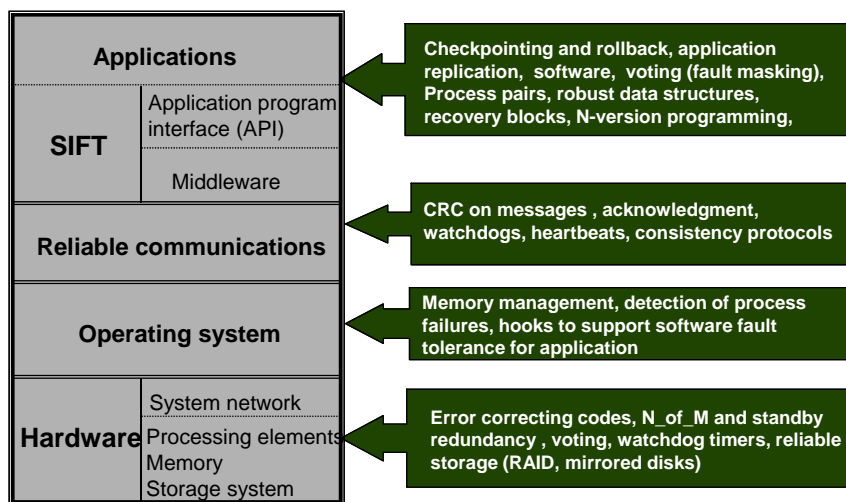 Applications
SIFT
Application program
interface (API)
Middleware
Reliable communications
Operating system
Hardware
System network
Processing elements
Memory
Storage system
Checkpointing and rollback, application
replication, software, voting (fault masking),
Process pairs, robust data structures,
recovery blocks, N-version programming,
CRC on messages , acknowledgment,
watchdogs, heartbeats, consistency protocols
Memory management, detection of process
failures, hooks to support software fault
tolerance for application
Error correcting codes, N_of_M and standby
redundancy , voting, watchdog timers, reliable
storage (RAID, mirrored disks)